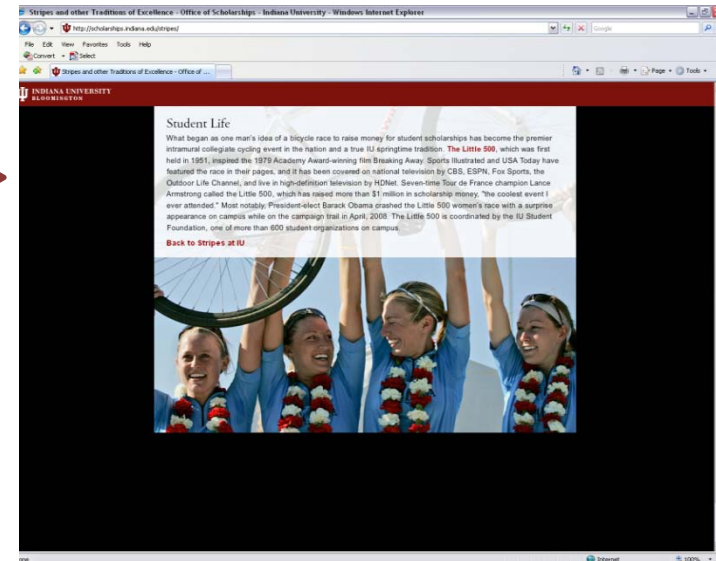 Stripes and other Traditions of Excellence - Office of Scholarships - Indiana University - Windows Internet Explorer
http://scholarships.indiana.edu/stripes/
Google
File Edit View Favorites Tools Help
Convert Select
Stripes and other Traditions of Excellence - Office of ...
Page Tools
INDIANA UNIVERSITY
BLOOMINGTON
Student Life
What began as one man's idea of a bicycle race to raise money for student scholarships has become the premier
intramural collegiate cycling event in the nation and a true IU springtime tradition. The Little 500, which was first
held in 1951, inspired the 1979 Academy Award-winning film Breaking Away. Sports Illustrated and USA Today have
featured the race in their pages, and it has been covered on national television by CBS, ESPN, Fox Sports, the
Outdoor Life Channel, and live in high-definition television by HDNet. Seven-time Tour de France champion Lance
Armstrong called the Little 500, which has raised more than $1 million in scholarship money, "the coolest event I
ever attended." Most notably, President-elect Barack Obama crashed the Little 500 women's race with a surprise
appearance on campus while on the campaign trail in April, 2008. The Little 500 is coordinated by the IU Student
Foundation, one of more than 600 student organizations on campus.
Back to Stripes at IU
Internet
100%